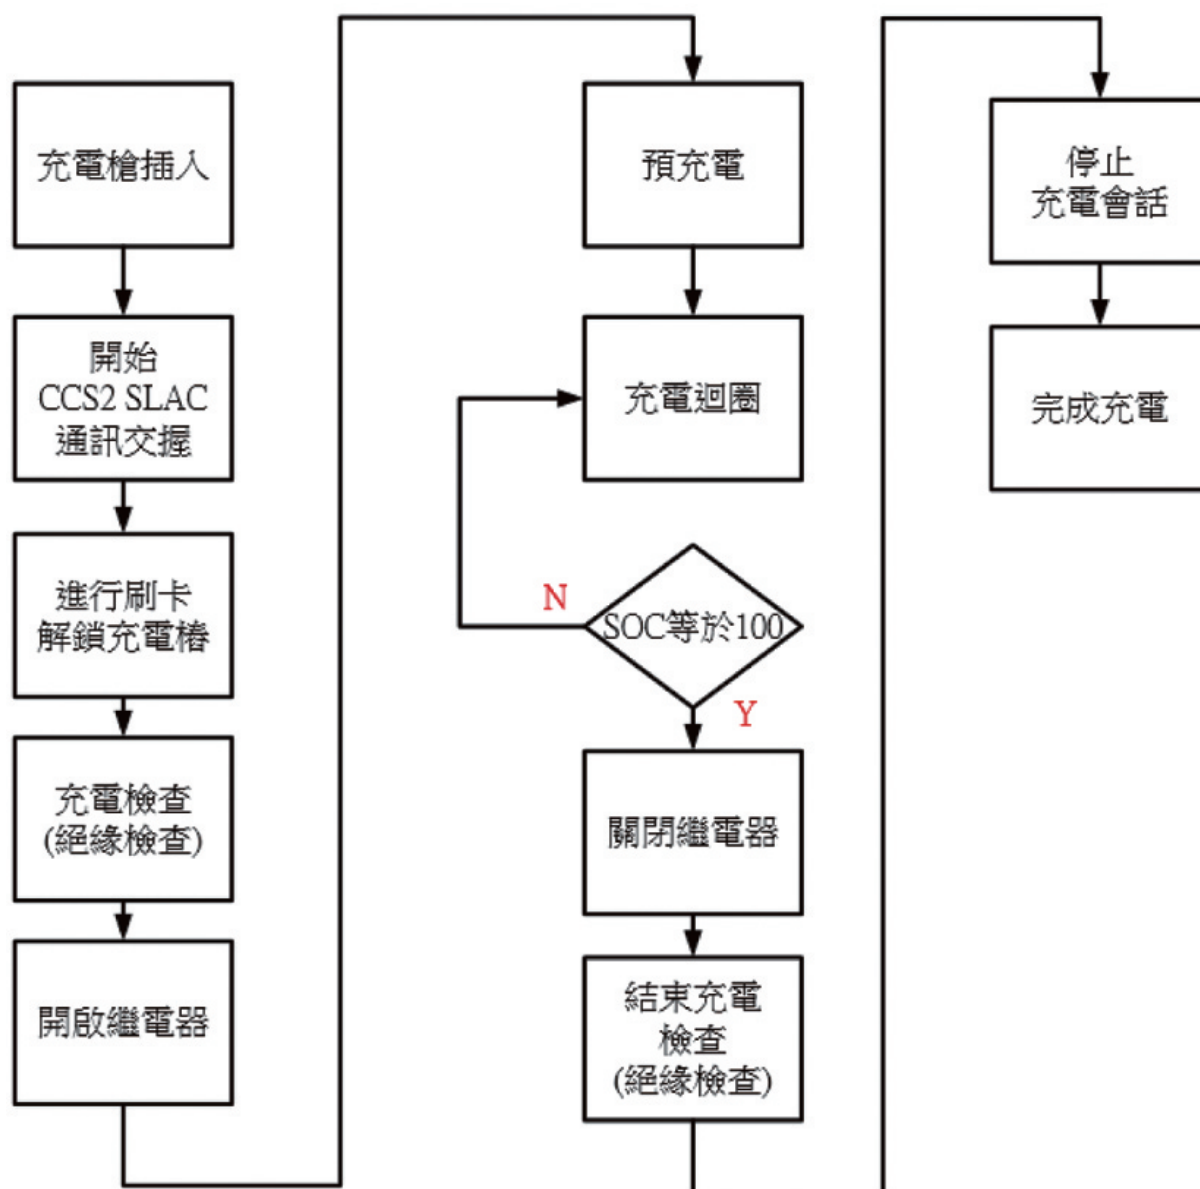 充電槍插入
開始
CCS2 SLAC
通訊交握
進行刷卡
解鎖充電樁
充電檢查
(絕緣檢查)
開啟繼電器
預充電
充電迴圈
N
SOC等於100
Y
關閉繼電器
結束充電
檢查
(絕緣檢查)
停止
充電會話
完成充電